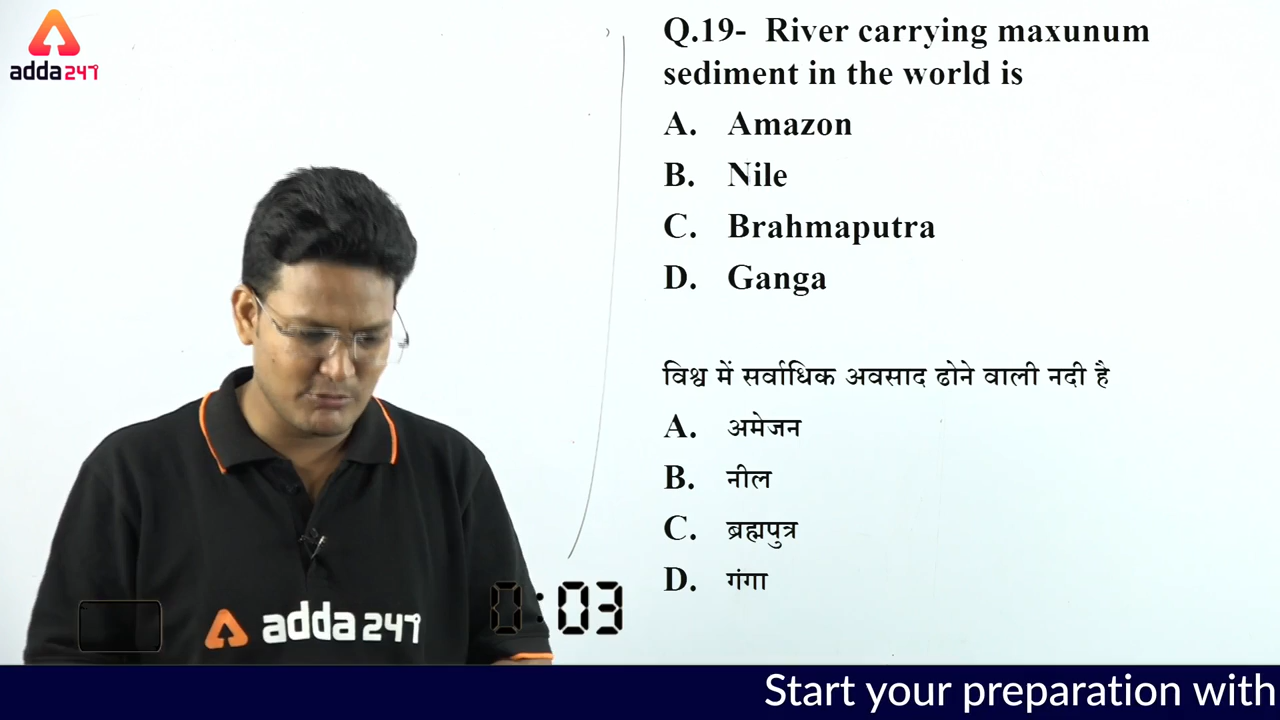 adda247
Q.19- River carrying maxunum
sediment in the world is
A. Amazon
B. Nile
C. Brahmaputra
D. Ganga
विश्व में सर्वाधिक अवसाद ढोने वाली नदी है
A. अमेजन
B. नील
C. ब्रह्मपुत्र
D. गंगा
adda247
0:03
Start your preparation with